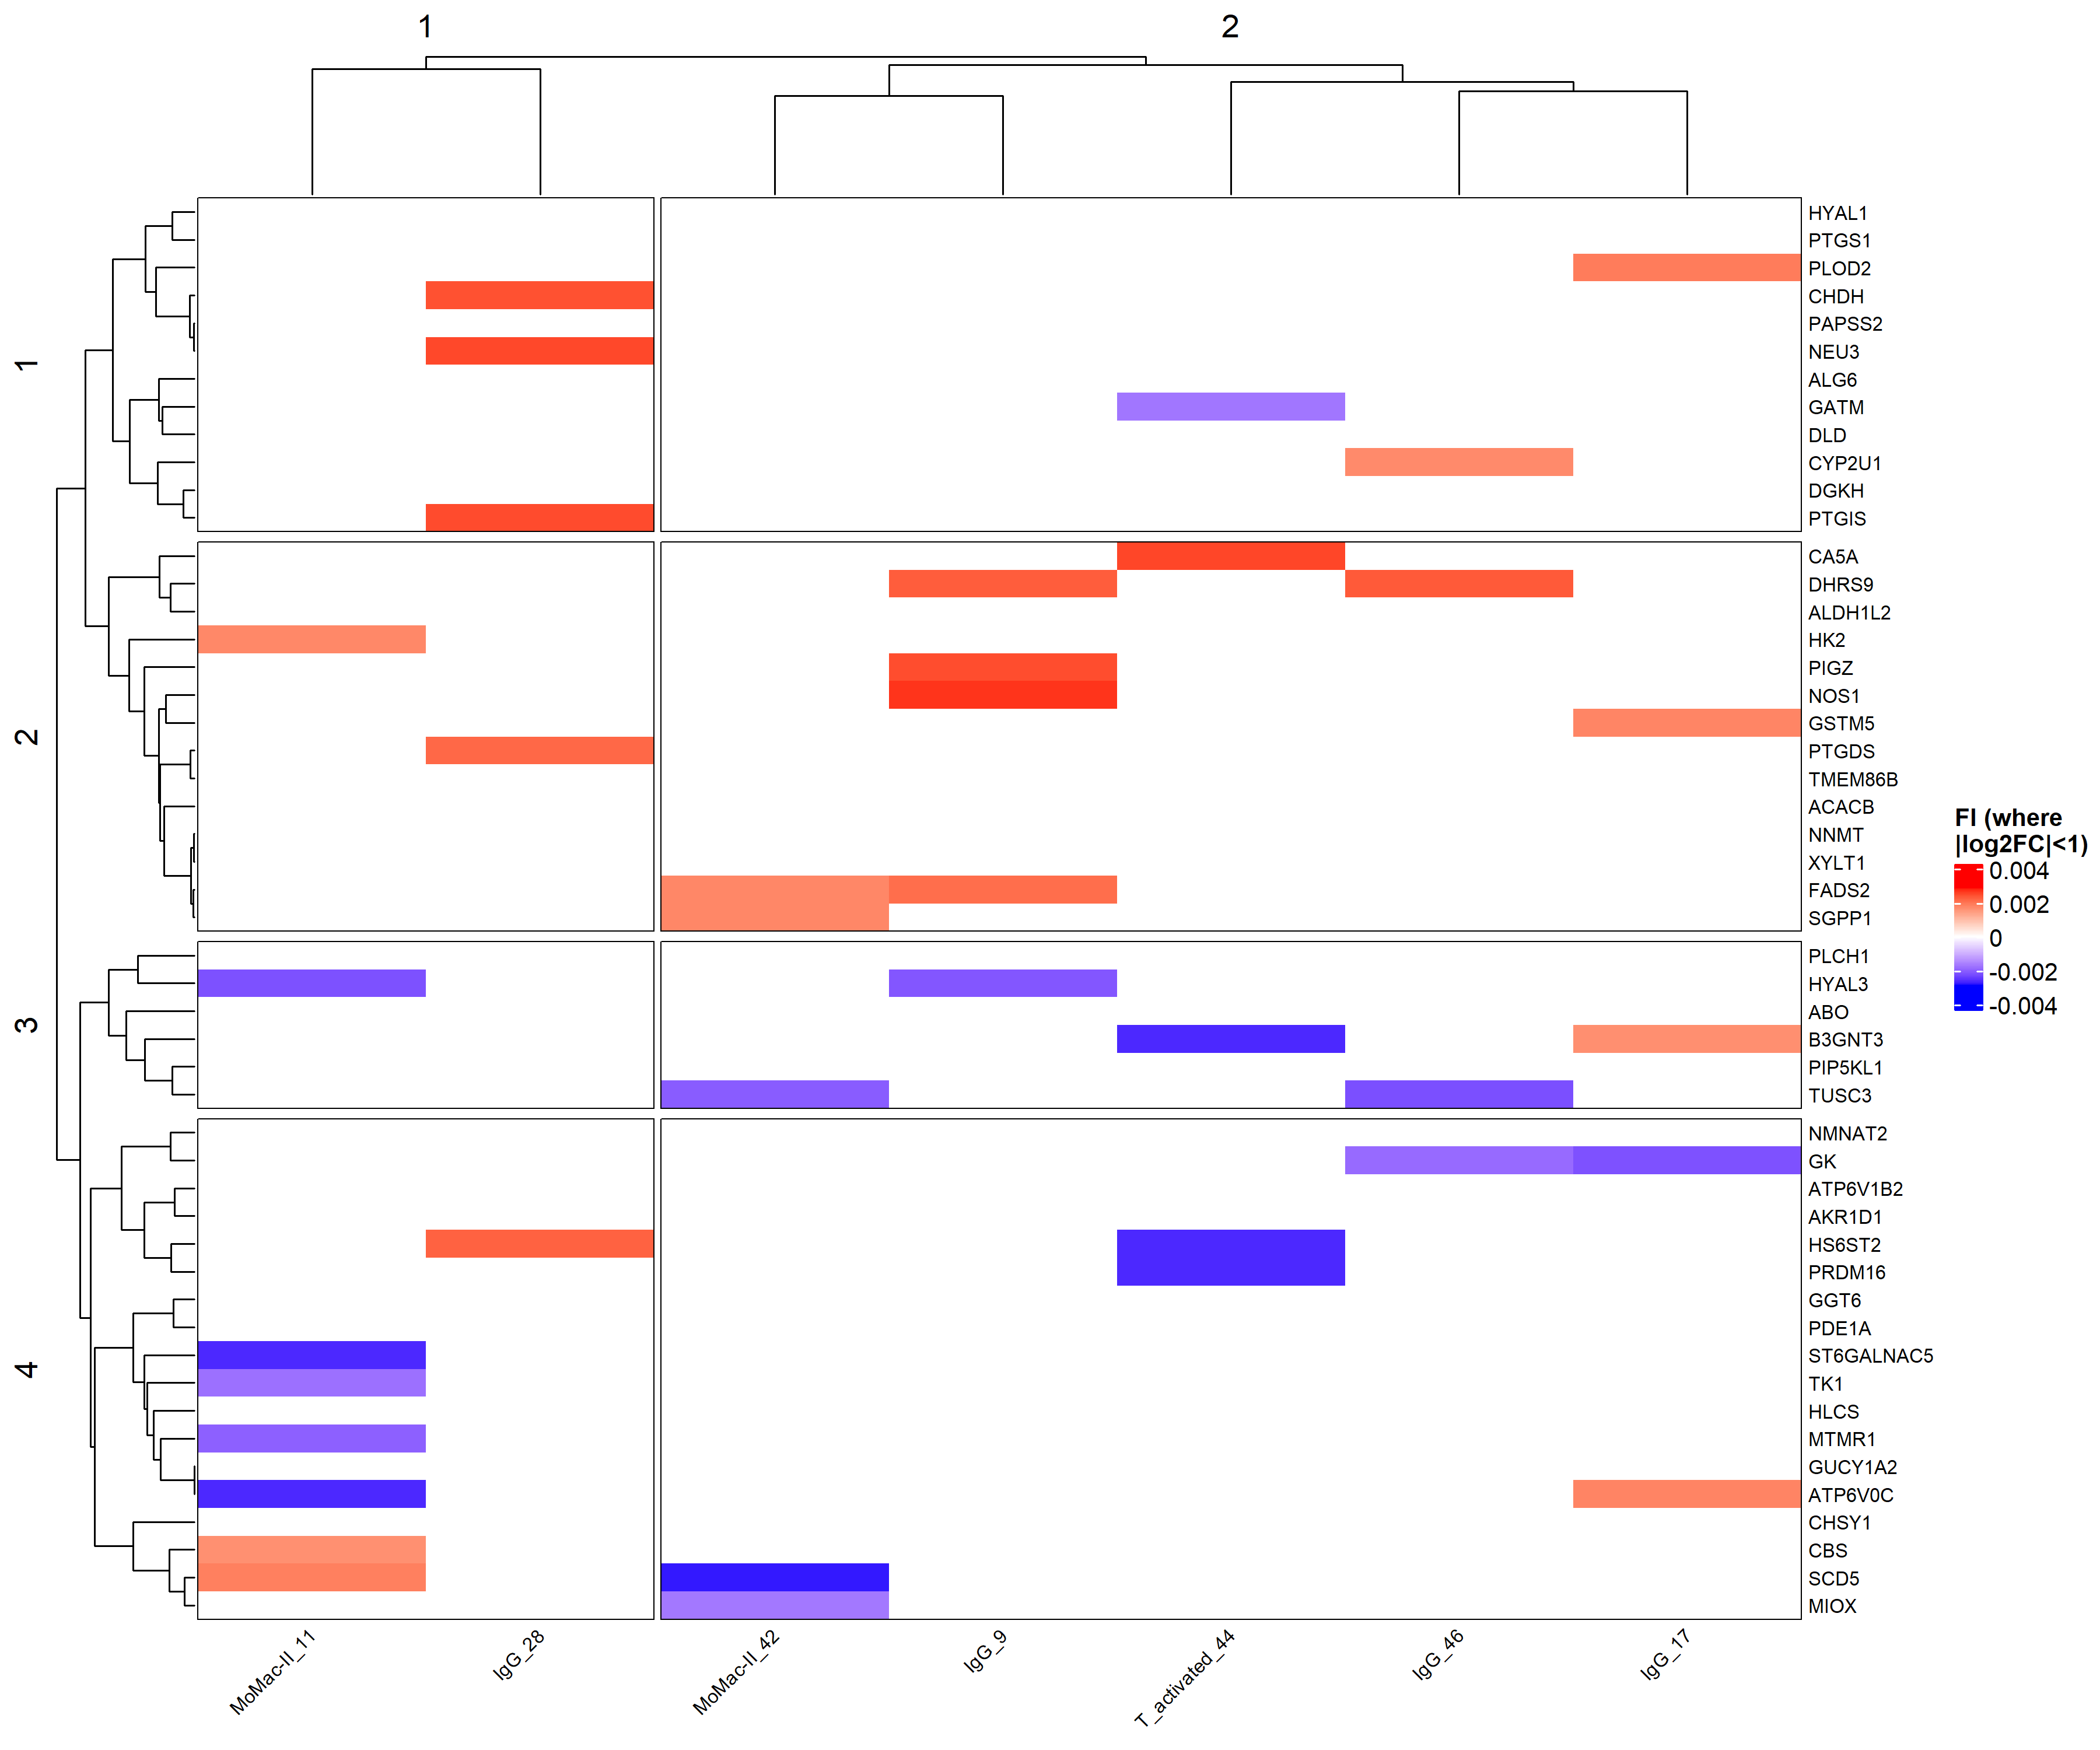 1
2
1
2
3
4
HYAL1
PTGS1
PLOD2
CHDH
PAPSS2
NEU3
ALG6
GATM
DLD
CYP2U1
DGKH
PTGIS
CA5A
DHRS9
ALDH1L2
HK2
PIGZ
NOS1
GSTM5
PTGDS
TMEM86B
ACACB
NNMT
XYLT1
FADS2
SGPP1
PLCH1
HYAL3
ABO
B3GNT3
PIP5KL1
TUSC3
NMNAT2
GK
ATP6V1B2
AKR1D1
HS6ST2
PRDM16
GGT6
PDE1A
ST6GALNAC5
TK1
HLCS
MTMR1
GUCY1A2
ATP6V0C
CHSY1
CBS
SCD5
MIOX
FI (where
|log2FC|<1)
0.004
0.002
0
-0.002
-0.004
MoMac-II_11
IgG_28
MoMac-II_42
IgG_9
T_activated_44
IgG_46
IgG_17